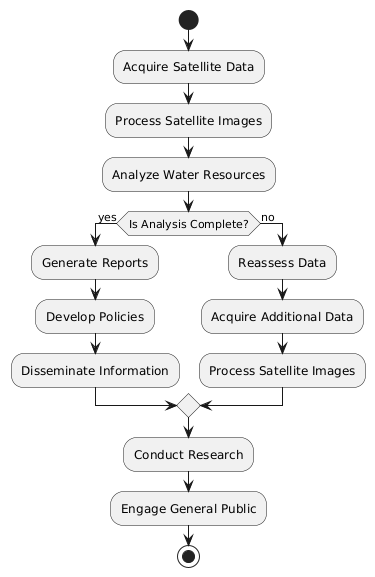 Acquire Satellite Data
Process Satellite Images
Analyze Water Resources
yes
Is Analysis Complete?
no
Generate Reports
Develop Policies
Disseminate Information
Reassess Data
Acquire Additional Data
Process Satellite Images
Conduct Research
Engage General Public